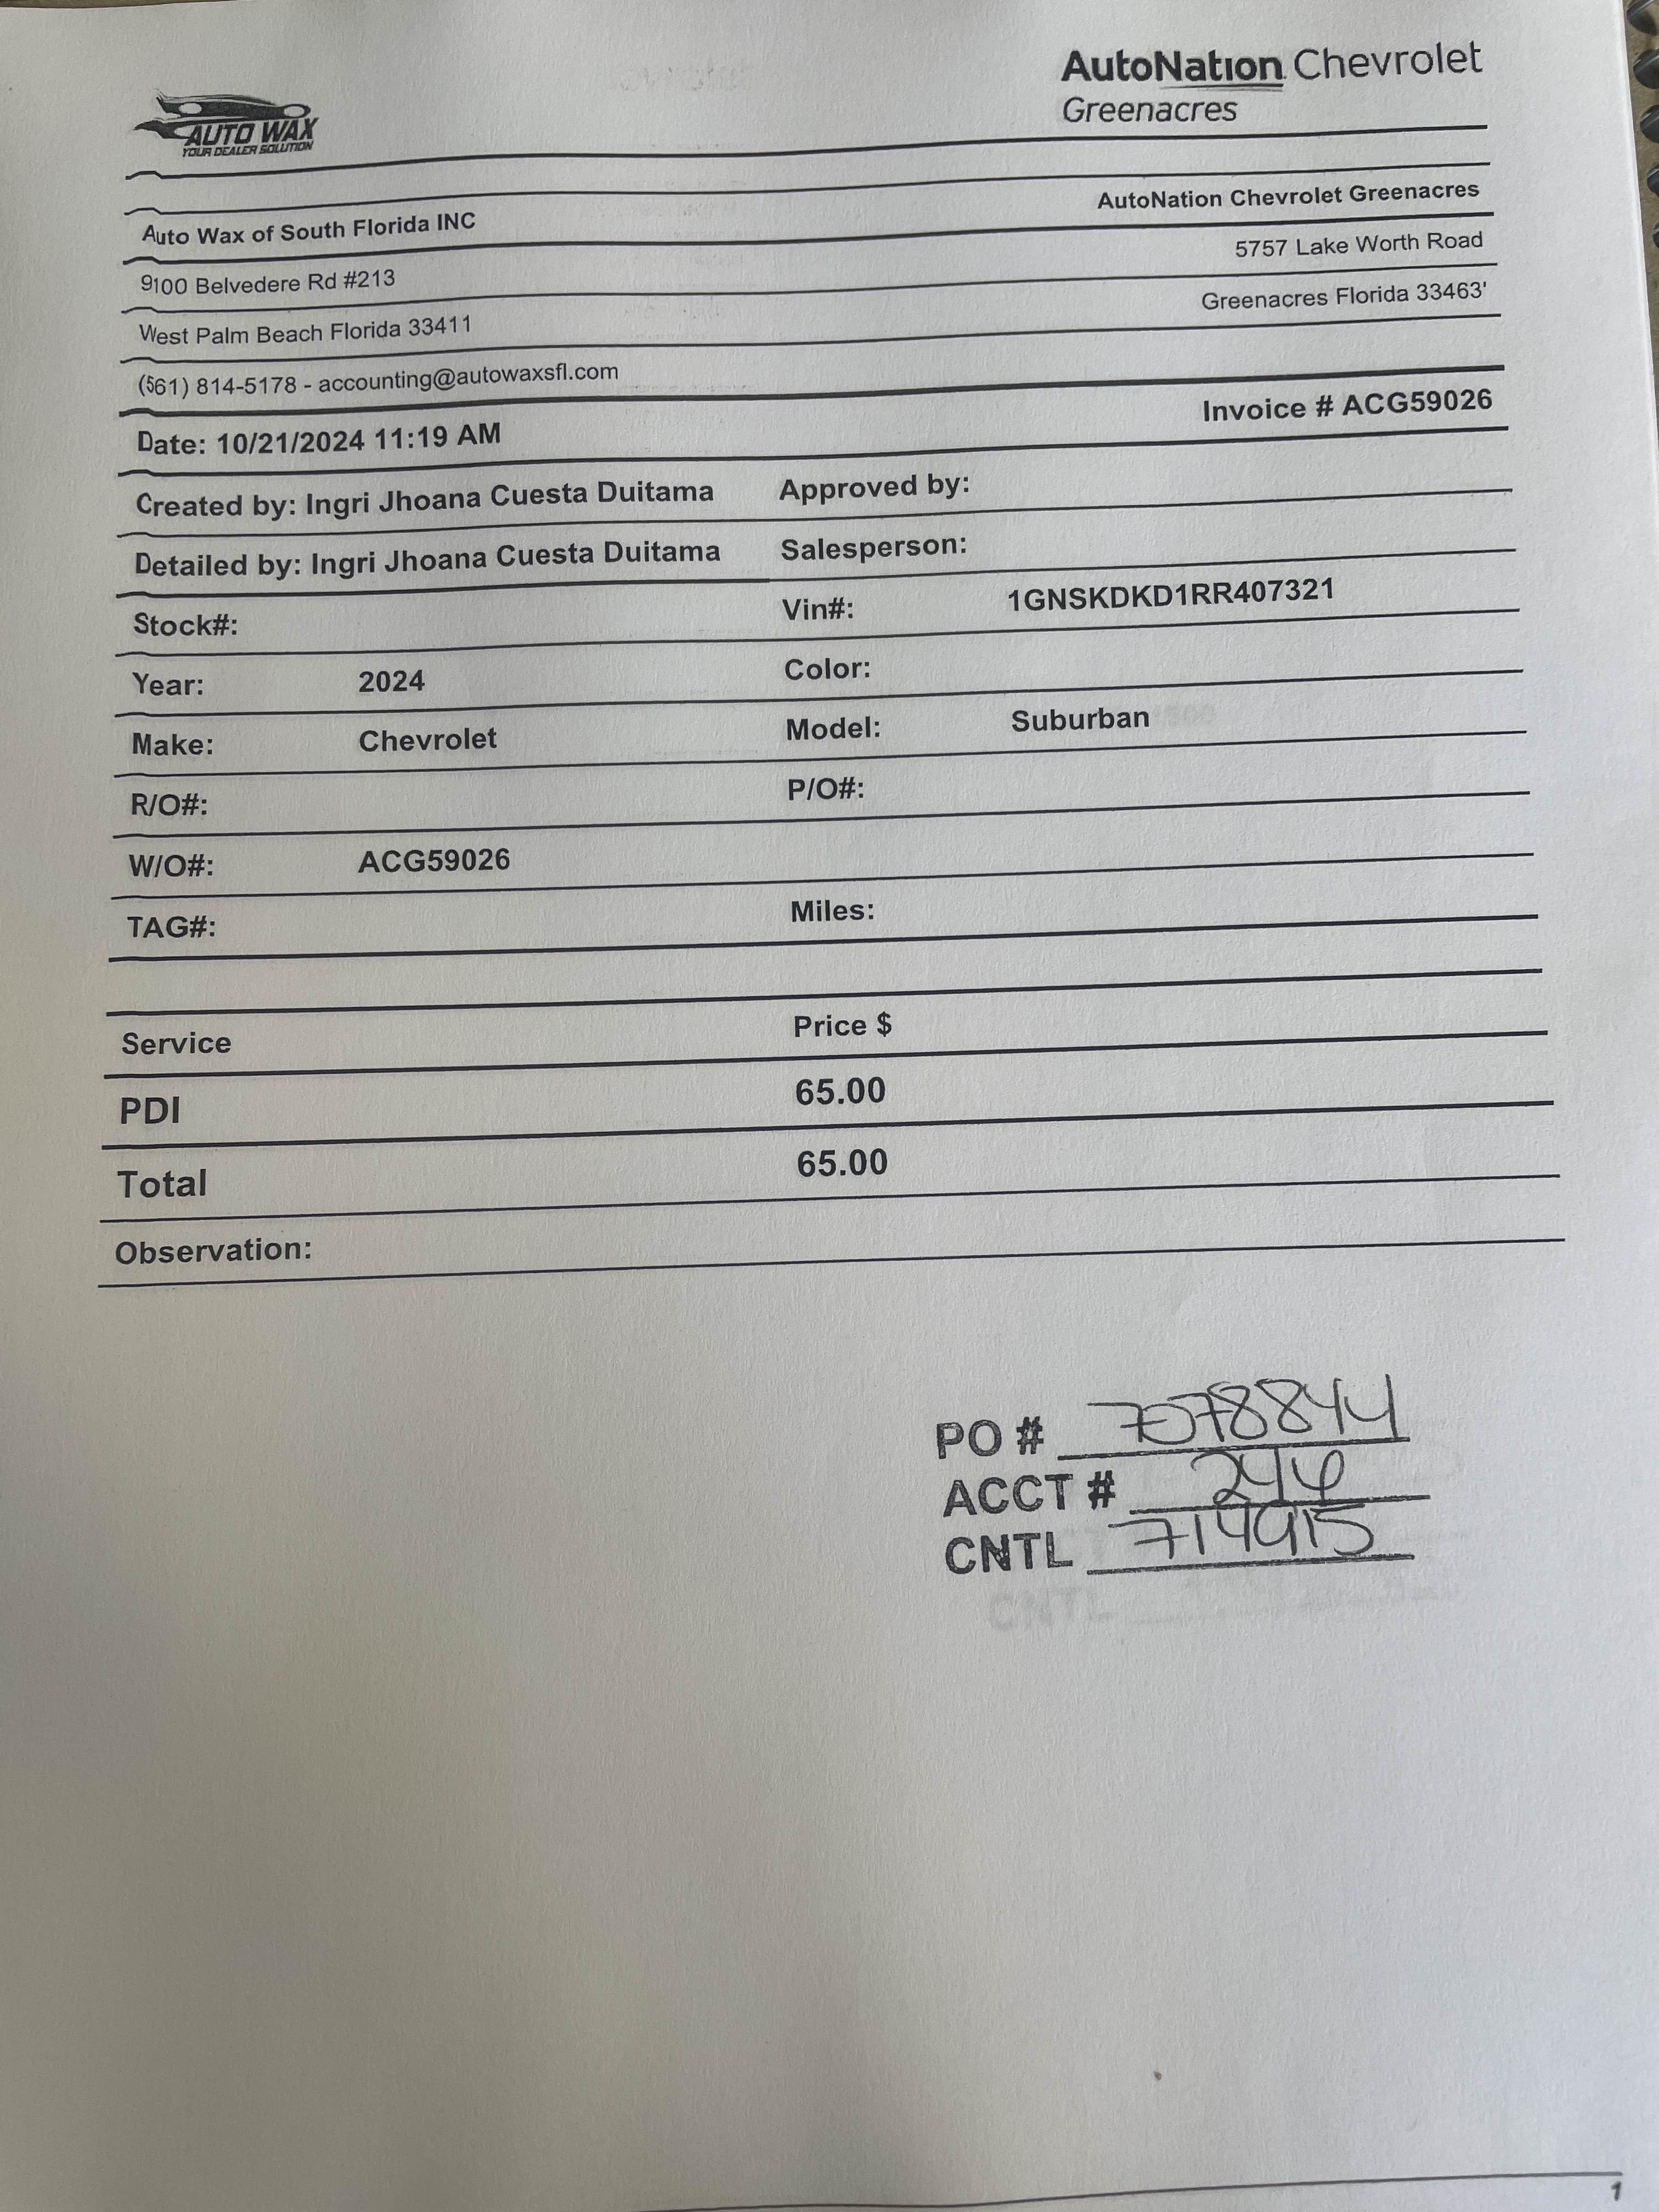 AUTO WAX
YOUR DEALER SOLUTION
AutoNation Chevrolet
Greenacres
Auto Wax of South Florida INC
AutoNation Chevrolet Greenacres
9100 Belvedere Rd #213
5757 Lake Worth Road
West Palm Beach Florida 33411
Greenacres Florida 33463'
(561) 814-5178 - accounting@autowaxsfl.com
Date: 10/21/2024 11:19 AM
Invoice # ACG59026
Created by: Ingri Jhoana Cuesta Duitama Approved by:
Detailed by: Ingri Jhoana Cuesta Duitama Salesperson:
Stock#: Vin#: 1GNSKDKD1RR407321
Year: 2024 Color:
Make: Chevrolet Model: Suburban
R/O#: P/O#:
W/O#: ACG59026
TAG#: Miles:
Service Price $
PDI 65.00
Total 65.00
Observation:
PO # 7078844
ACCT #
CNTL 714915
CNTL
1